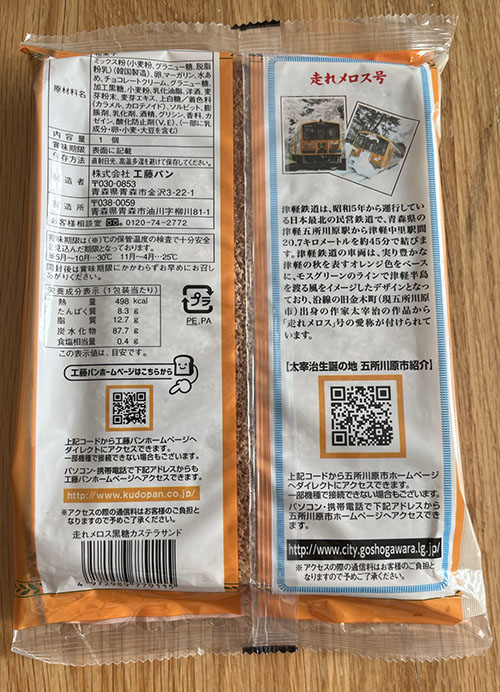 原材料名
ミックス粉(小麦粉、グラニュー糖、脱脂
粉乳)(韓国製造)、卵、マーガリン、水あ
め、チョコレートクリーム、グラニュー糖、
加工黒糖、小麦粉、乳化油脂、洋酒、麦
芽粉末、麦芽エキス、上白糖/着色料
(カラメル、カロテノイド)、ソルビット、膨
脹剤、乳化剤、酒精、グリシン、香料、カ
ゼイン、酸化防止剤(V.E)、(一部に乳
成分・卵・小麦・大豆を含む)
内容量 1個
賞味期限 表面に記載
保存方法 直射日光、高温多湿を避けて保存してください。
製造者 株式会社 工藤パン
〒030-0853
青森県青森市金沢3-22-1
製造所 〒038-0059
青森県青森市油川字柳川81-1
お客様相談室 0120-74-2772
賞味期限は(※)℃の保管温度の検査で十分安全
を見込んだ期限となっております。
※5月~10月…30℃ 11月~4月…25℃
開封後は賞味期限にかかわらずお早めにお召し
あがりください。
栄養成分表示(1包装当たり)
熱量 498 kcal
たんぱく質 8.3 g
脂質 12.7 g
炭水化物 87.7 g
食塩相当量 0.4 g
この表示値は、目安です。
プラ
PE,PA
工藤パンホームページはこちらから
上記コードから工藤パンホームページへ
ダイレクトにアクセスできます。
一部機種で接続できない場合もございます。
パソコン・携帯電話で下記アドレスからも
工藤パンホームページへアクセスできます。
http://www.kudopan.co.jp/
※アクセスの際の通信料はお客様のご負担と
なりますので予めご了承ください。
走れメロス黒糖カステラサンド
走れメロス号
津軽鉄道は、昭和5年から運行してい
る日本最北の民営鉄道で、青森県の
津軽五所川原駅から津軽中里駅間
20.7キロメートルを約45分で結びま
す。津軽鉄道の車両は、実り豊かな
津軽の秋を表すオレンジ色をベース
に、モスグリーンのラインで津軽半島
を渡る風をイメージしたデザインとなっ
ており、沿線の旧金木町(現五所川原
市)出身の作家太宰治の作品から
「走れメロス」号の愛称が付けられて
います。
【太宰治生誕の地 五所川原市紹介】
上記コードから五所川原市ホームページ
へダイレクトにアクセスできます。
一部機種で接続できない場合もございます。
パソコン・携帯電話で下記アドレスから
五所川原市ホームページへアクセスでき
ます。
http://www.city.goshogawara.lg.jp/
※アクセスの際の通信料はお客様のご負担と
なりますので予めご了承ください。